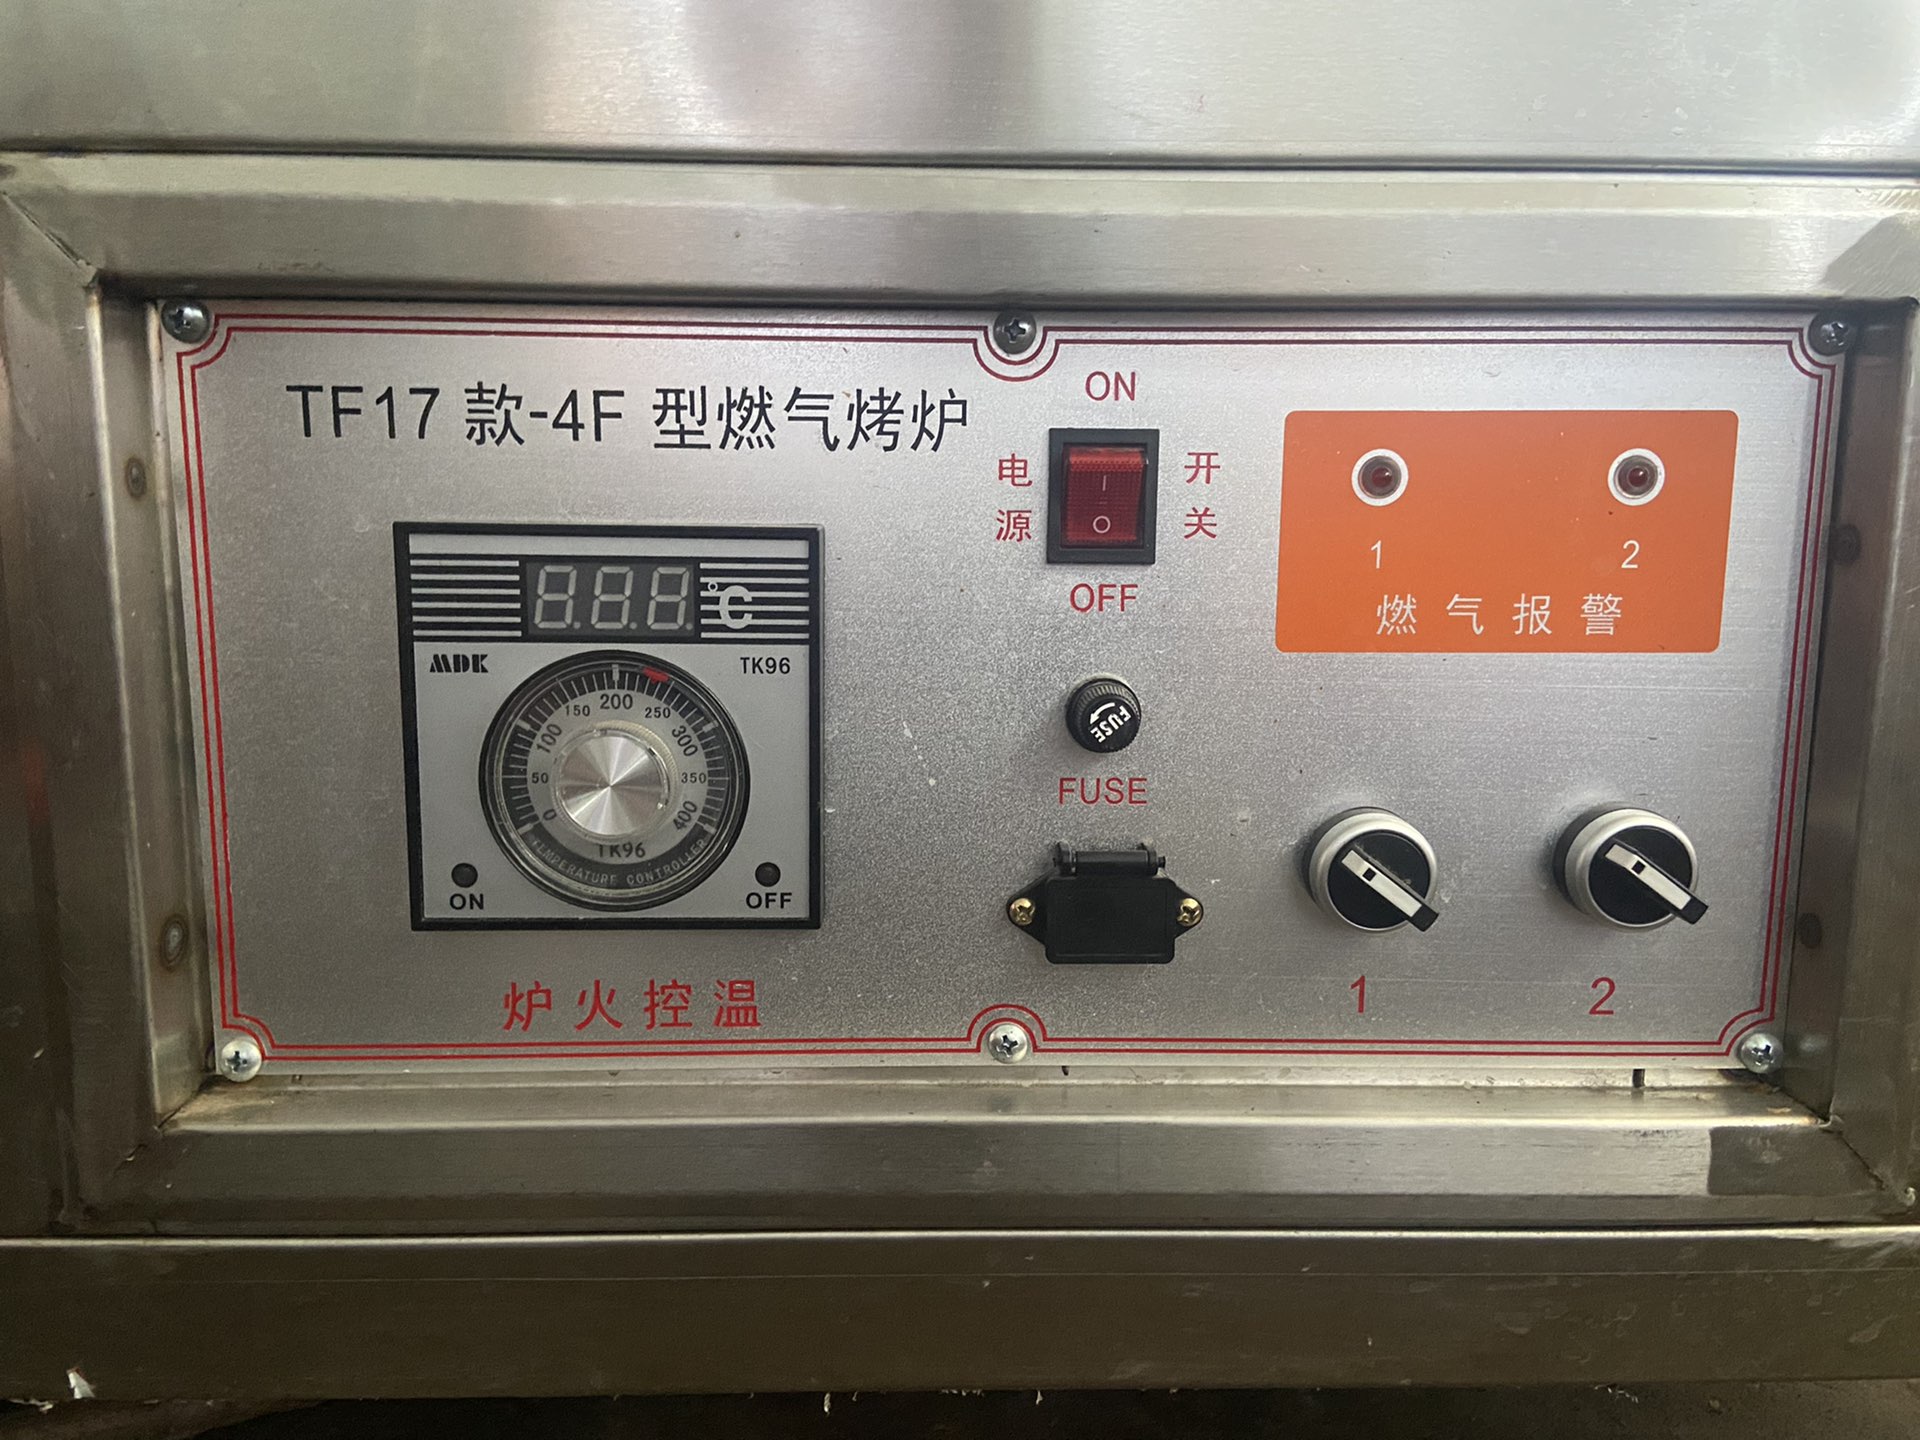 TF17 款-4F 型燃气烤炉
ON
电源
开关
I
O
OFF
FUSE
FUSE
1
2
燃气报警
888 ℃
MDK
TK96
0
50
100
150
200
250
300
350
400
TK96
TEMPERATURE CONTROLLER
ON
OFF
炉火控温
1
2